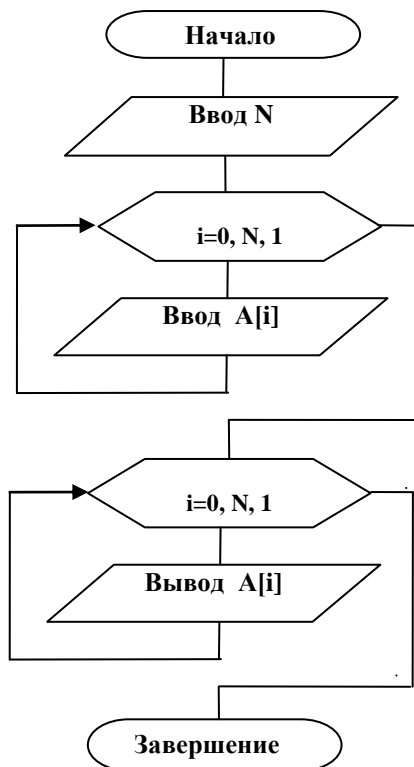 Начало
Ввод N
i=0, N, 1
Ввод A[i]
i=0, N, 1
Вывод A[i]
Завершение